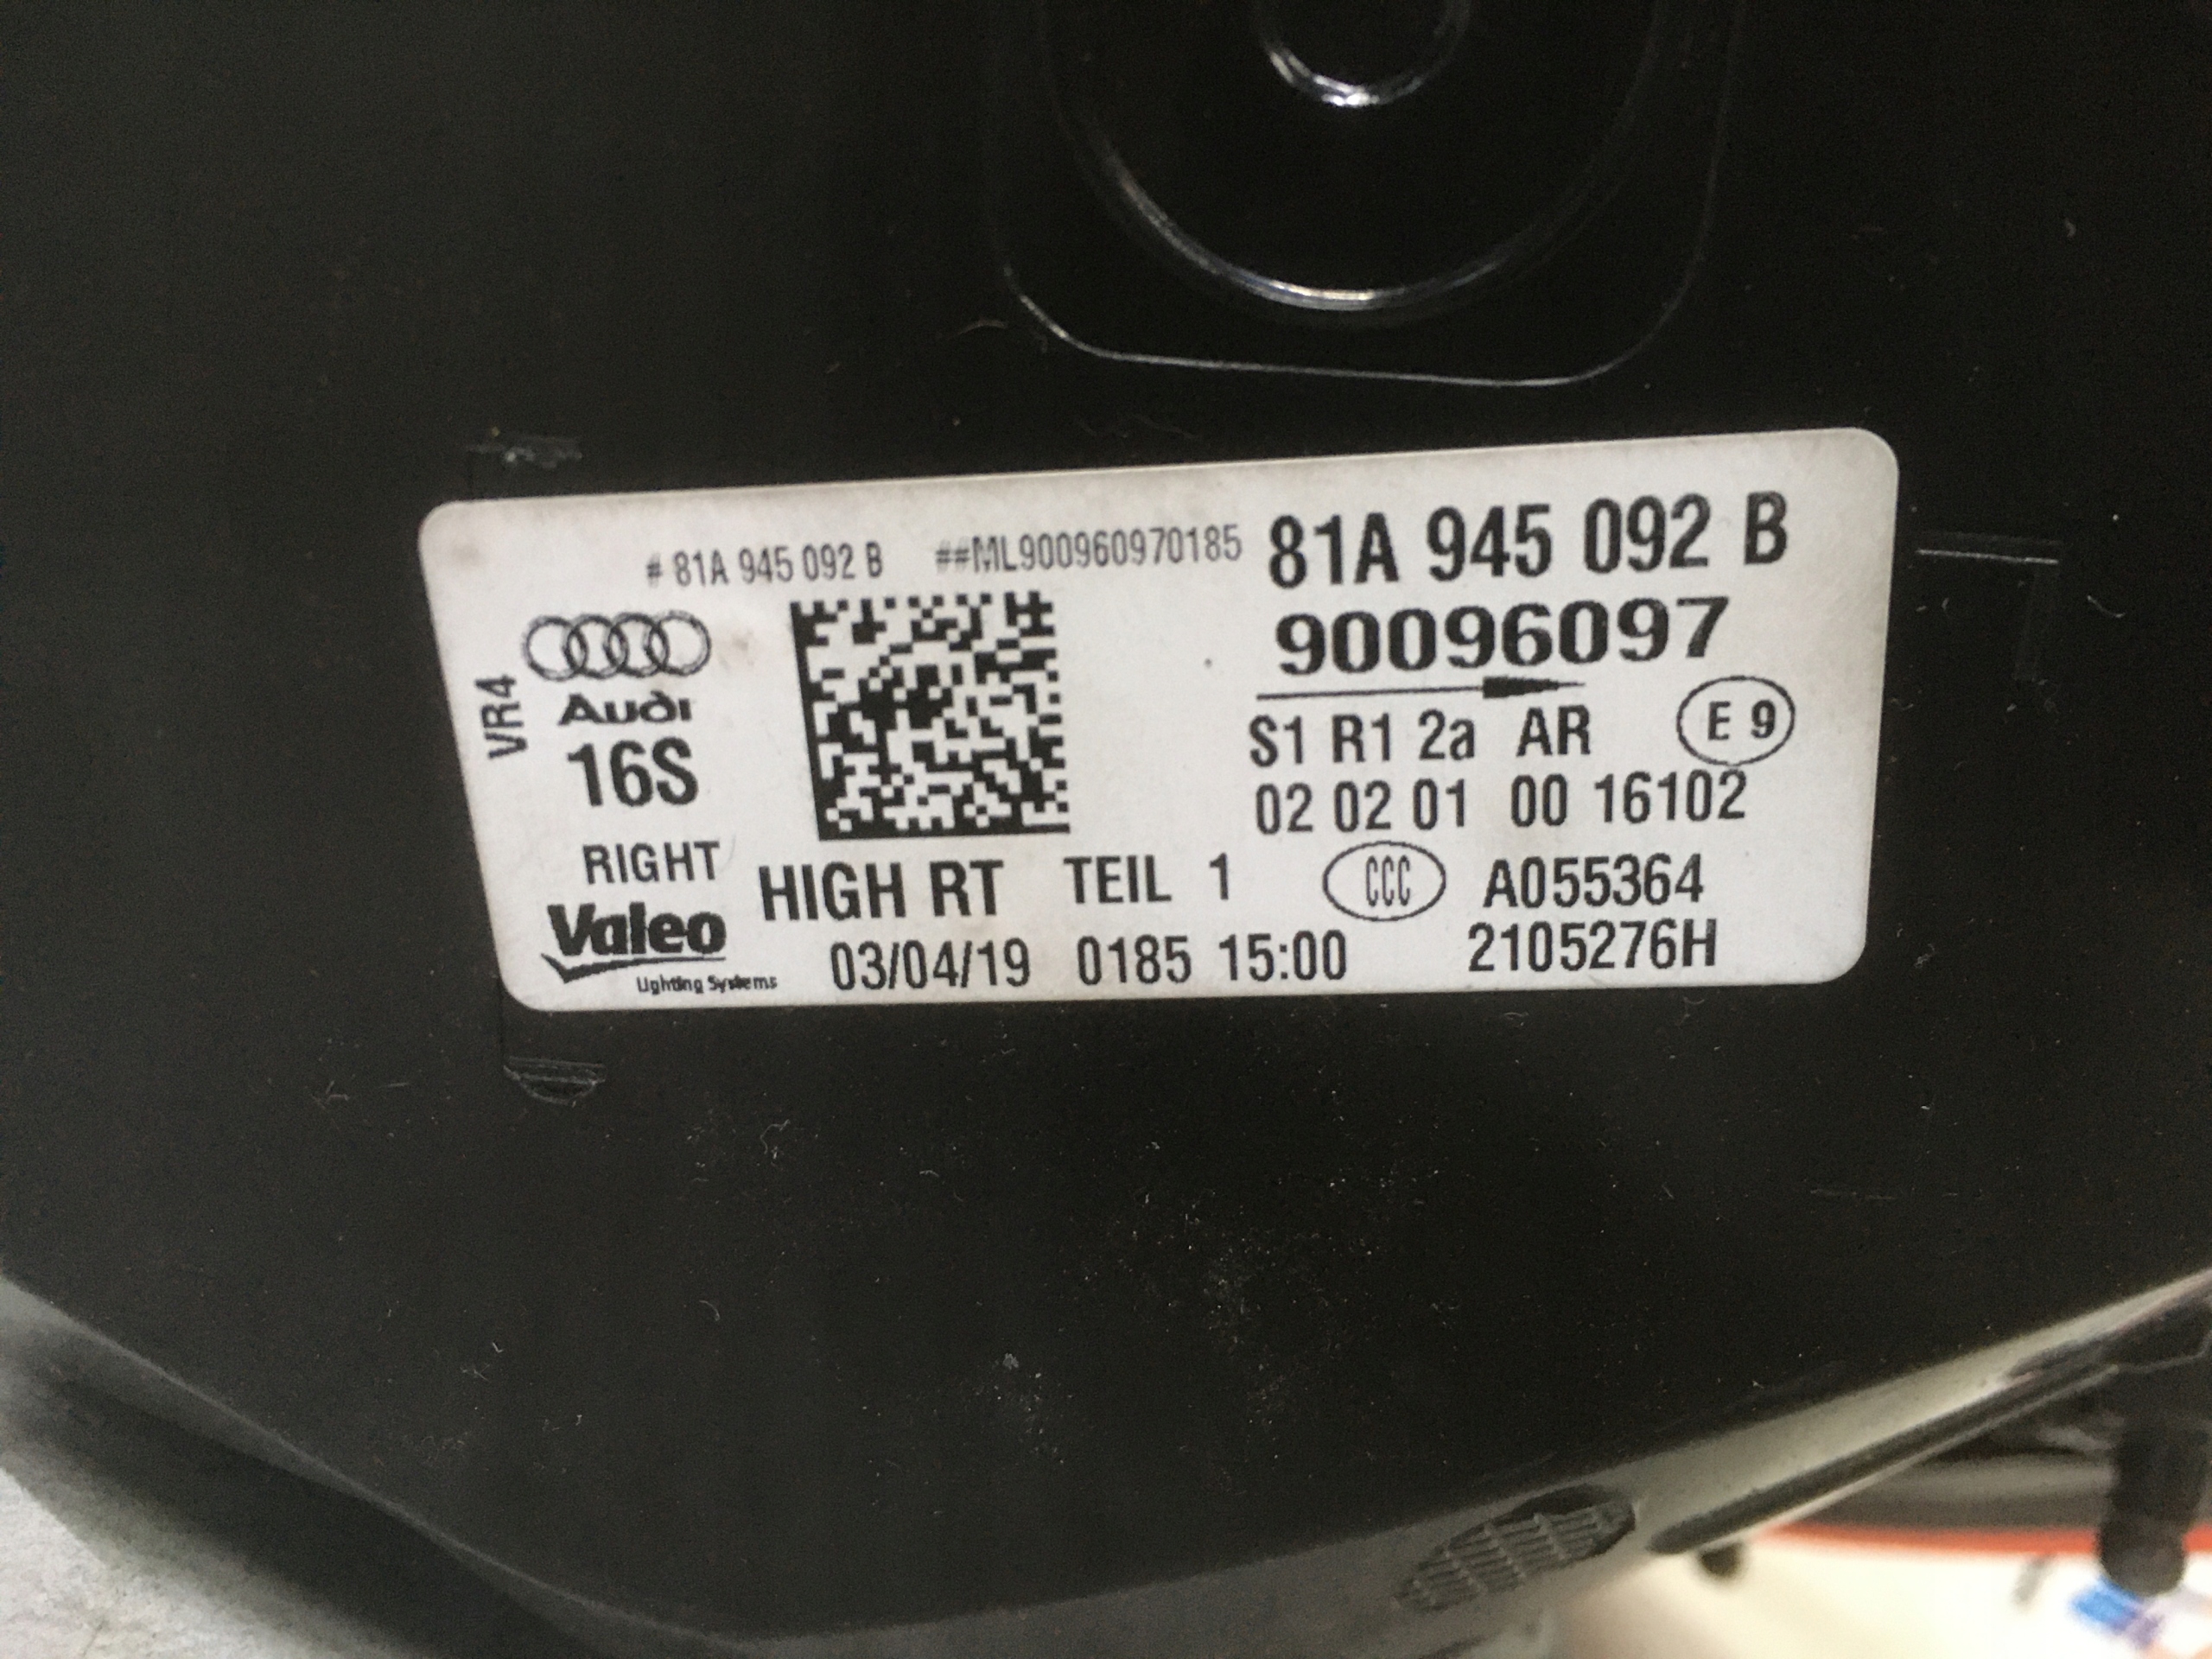 # 81A 945 092 B ##ML900960970185 81A 945 092 B
90096097
VR4
Audi
16S
S1 R1 2a AR E 9
02 02 01 00 16102
RIGHT
HIGH RT TEIL 1 CCC A055364
Valeo
Lighting Systems
03/04/19 0185 15:00 2105276H